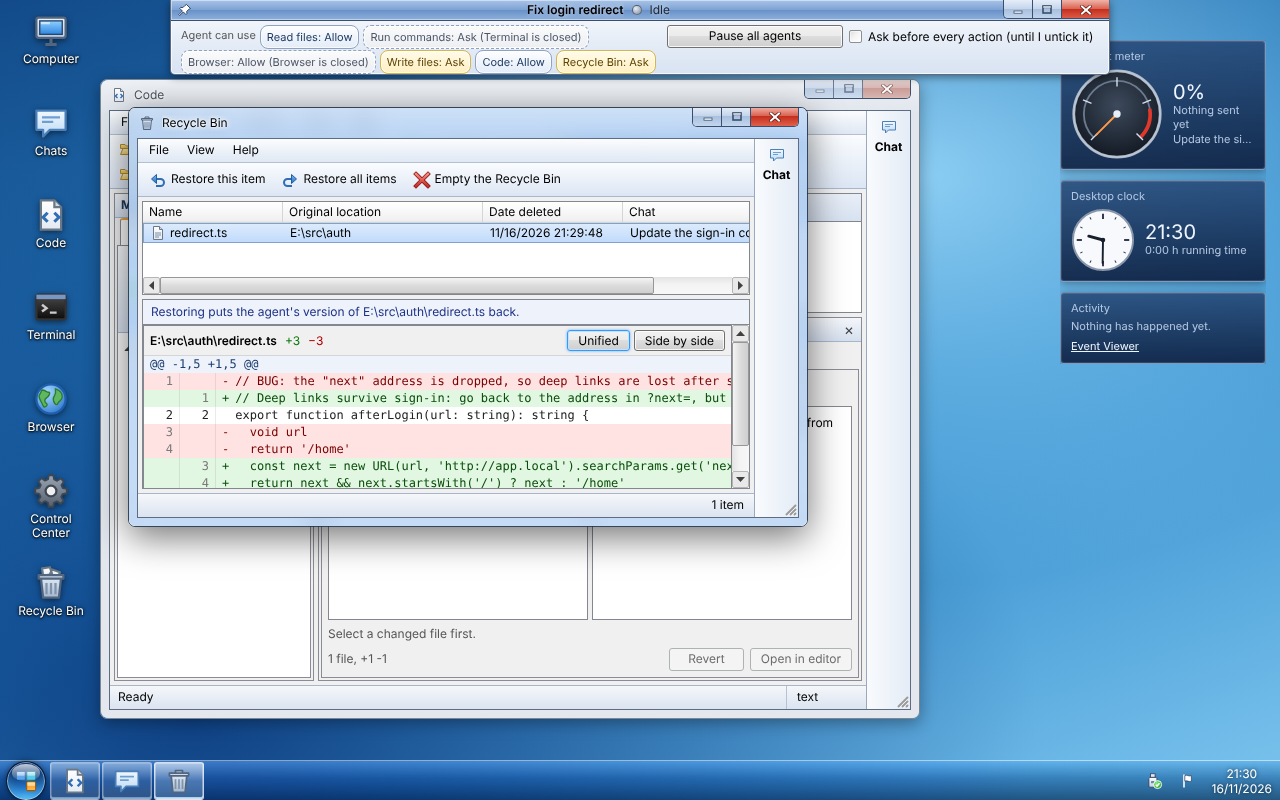 Computer
Chats
Code
Terminal
Browser
Control
Center
Recycle Bin
Fix login redirect Idle
Agent can use Read files: Allow Run commands: Ask (Terminal is closed)
Browser: Allow (Browser is closed) Write files: Ask Code: Allow Recycle Bin: Ask
Pause all agents
Ask before every action (until I untick it)
Code
Chat
Recycle Bin
File View Help
Restore this item Restore all items Empty the Recycle Bin
Chat
Name Original location Date deleted Chat
redirect.ts E:\src\auth 11/16/2026 21:29:48 Update the sign-in co
Restoring puts the agent's version of E:\src\auth\redirect.ts back.
E:\src\auth\redirect.ts +3 −3 Unified Side by side
@@ -1,5 +1,5 @@
1 - // BUG: the "next" address is dropped, so deep links are lost after s
1 + // Deep links survive sign-in: go back to the address in ?next=, but
2 2 export function afterLogin(url: string): string {
3 - void url
4 - return '/home'
3 + const next = new URL(url, 'http://app.local').searchParams.get('nex
4 + return next && next.startsWith('/') ? next : '/home'
1 item
from
Select a changed file first.
1 file, +1 -1 Revert Open in editor
Ready text
meter
0%
Nothing sent
yet
Update the si...
Desktop clock
21:30
0:00 h running time
Activity
Nothing has happened yet.
Event Viewer
21:30
16/11/2026